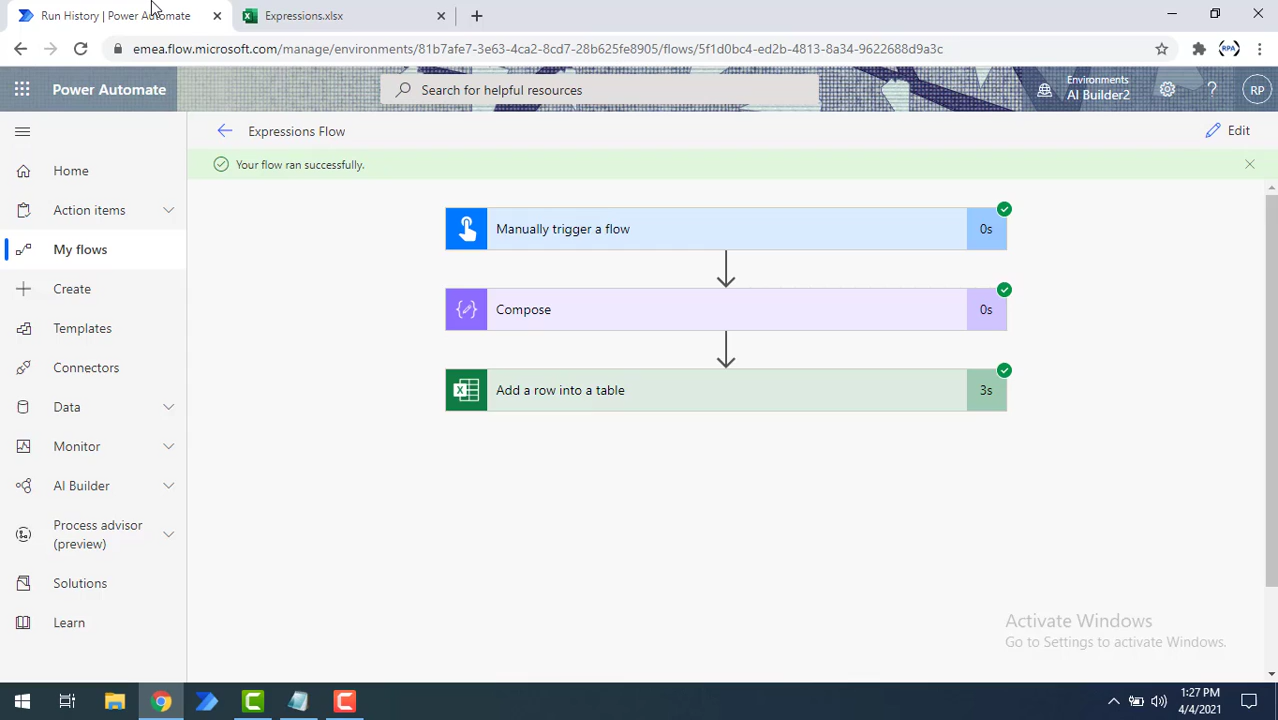 Run History | Power Automate
Expressions.xlsx
emea.flow.microsoft.com/manage/environments/81b7afe7-3e63-4ca2-8cd7-28b625fe8905/flows/5f1d0bc4-ed2b-4813-8a34-9622688d9a3c
RPA
Power Automate
Search for helpful resources
Environments
AI Builder2
?
RP
Expressions Flow
Edit
Your flow ran successfully.
Home
Action items
My flows
Create
Templates
Connectors
Data
Monitor
AI Builder
Process advisor
(preview)
Solutions
Learn
Manually trigger a flow
0s
Compose
0s
Add a row into a table
3s
Activate Windows
Go to Settings to activate Windows.
1:27 PM
4/4/2021